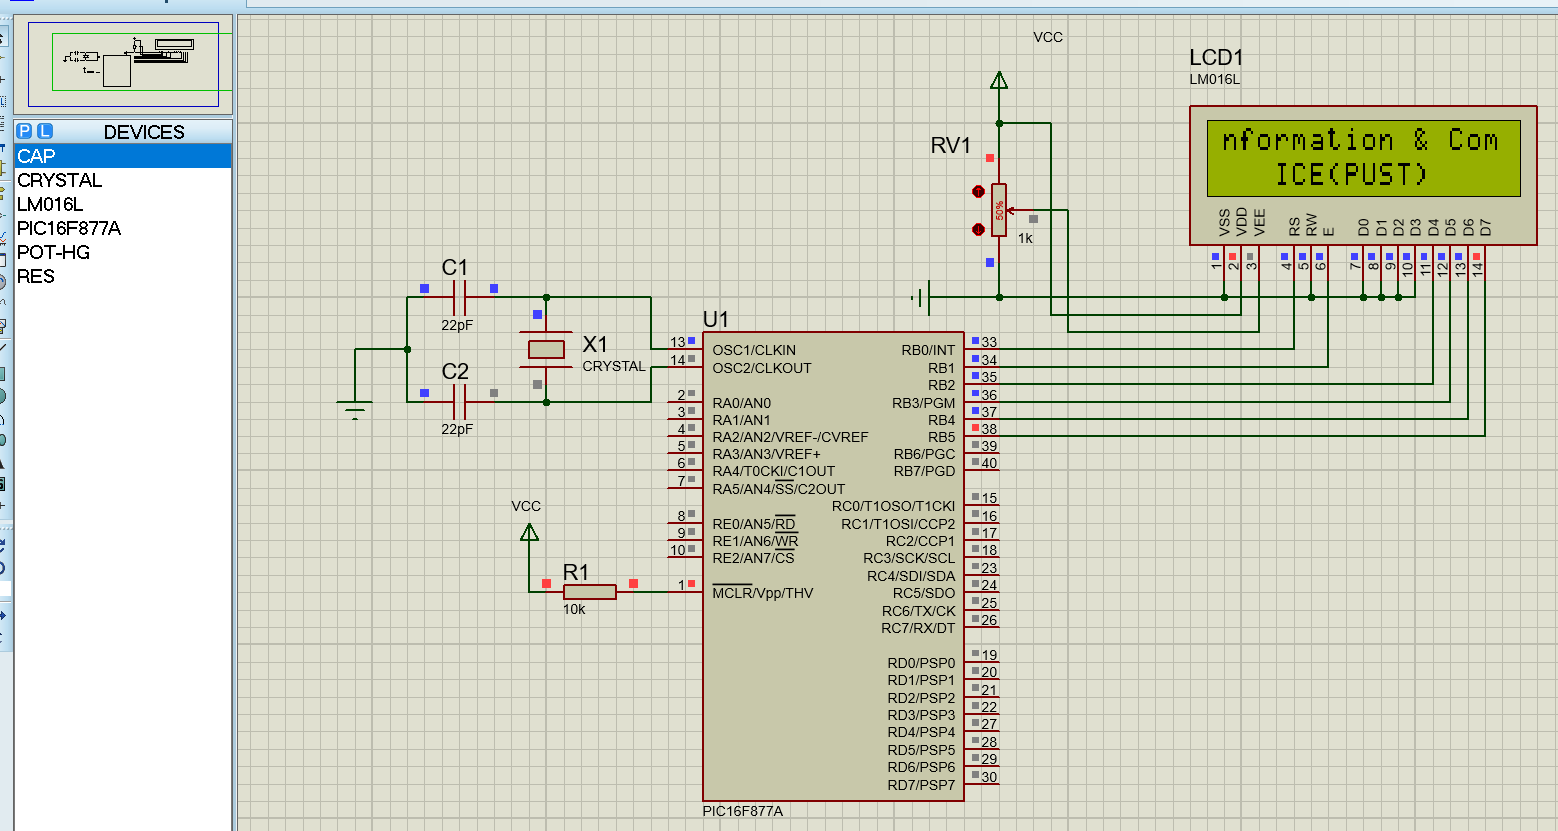 P L DEVICES
CAP
CRYSTAL
LM016L
PIC16F877A
POT-HG
RES
VCC
LCD1
LM016L
nformation & Com
ICE(PUST)
VSS VDD VEE RS RW E D0 D1 D2 D3 D4 D5 D6 D7
1 2 3 4 5 6 7 8 9 10 11 12 13 14
RV1
50%
1k
C1
22pF
X1
CRYSTAL
C2
22pF
U1
13 OSC1/CLKIN
14 OSC2/CLKOUT
2 RA0/AN0
3 RA1/AN1
4 RA2/AN2/VREF-/CVREF
5 RA3/AN3/VREF+
6 RA4/T0CKI/C1OUT
7 RA5/AN4/SS/C2OUT
8 RE0/AN5/RD
9 RE1/AN6/WR
10 RE2/AN7/CS
1 MCLR/Vpp/THV
RB0/INT 33
RB1 34
RB2 35
RB3/PGM 36
RB4 37
RB5 38
RB6/PGC 39
RB7/PGD 40
RC0/T1OSO/T1CKI 15
RC1/T1OSI/CCP2 16
RC2/CCP1 17
RC3/SCK/SCL 18
RC4/SDI/SDA 23
RC5/SDO 24
RC6/TX/CK 25
RC7/RX/DT 26
RD0/PSP0 19
RD1/PSP1 20
RD2/PSP2 21
RD3/PSP3 22
RD4/PSP4 27
RD5/PSP5 28
RD6/PSP6 29
RD7/PSP7 30
PIC16F877A
VCC
R1
10k